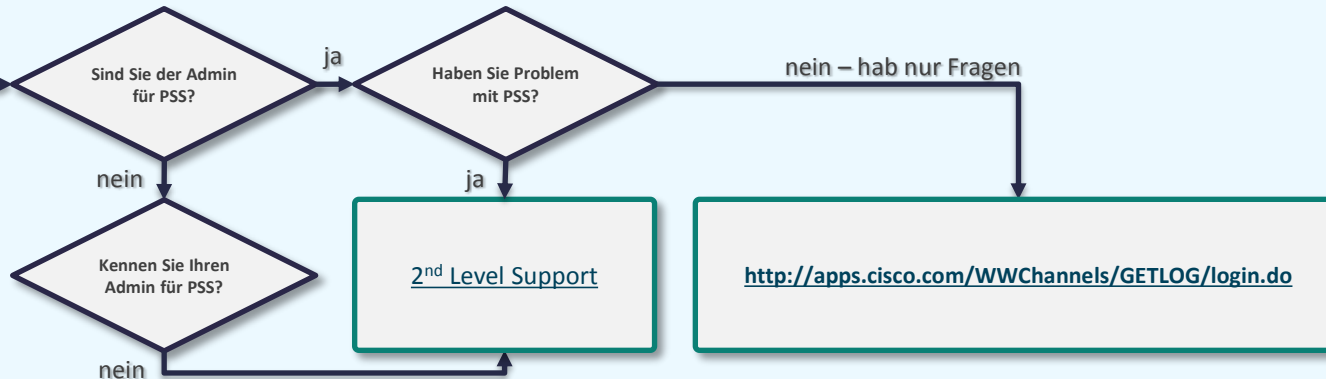 Sind Sie der Admin
für PSS?
ja
Haben Sie Problem
mit PSS?
nein – hab nur Fragen
nein
ja
Kennen Sie Ihren
Admin für PSS?
2nd Level Support
http://apps.cisco.com/WWChannels/GETLOG/login.do
nein